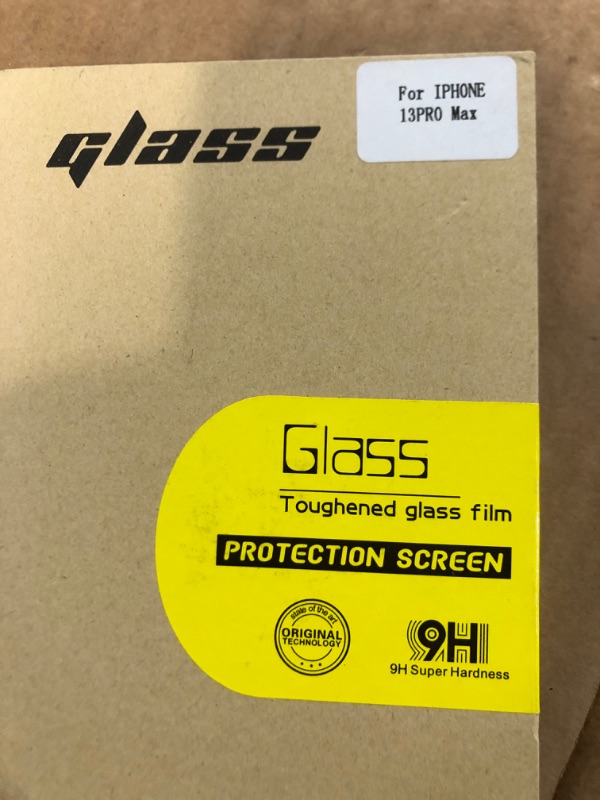 glass
For IPHONE
13PRO Max
Glass
Toughened glass film
PROTECTION SCREEN
state of the art
ORIGINAL
TECHNOLOGY
9H
9H Super Hardness